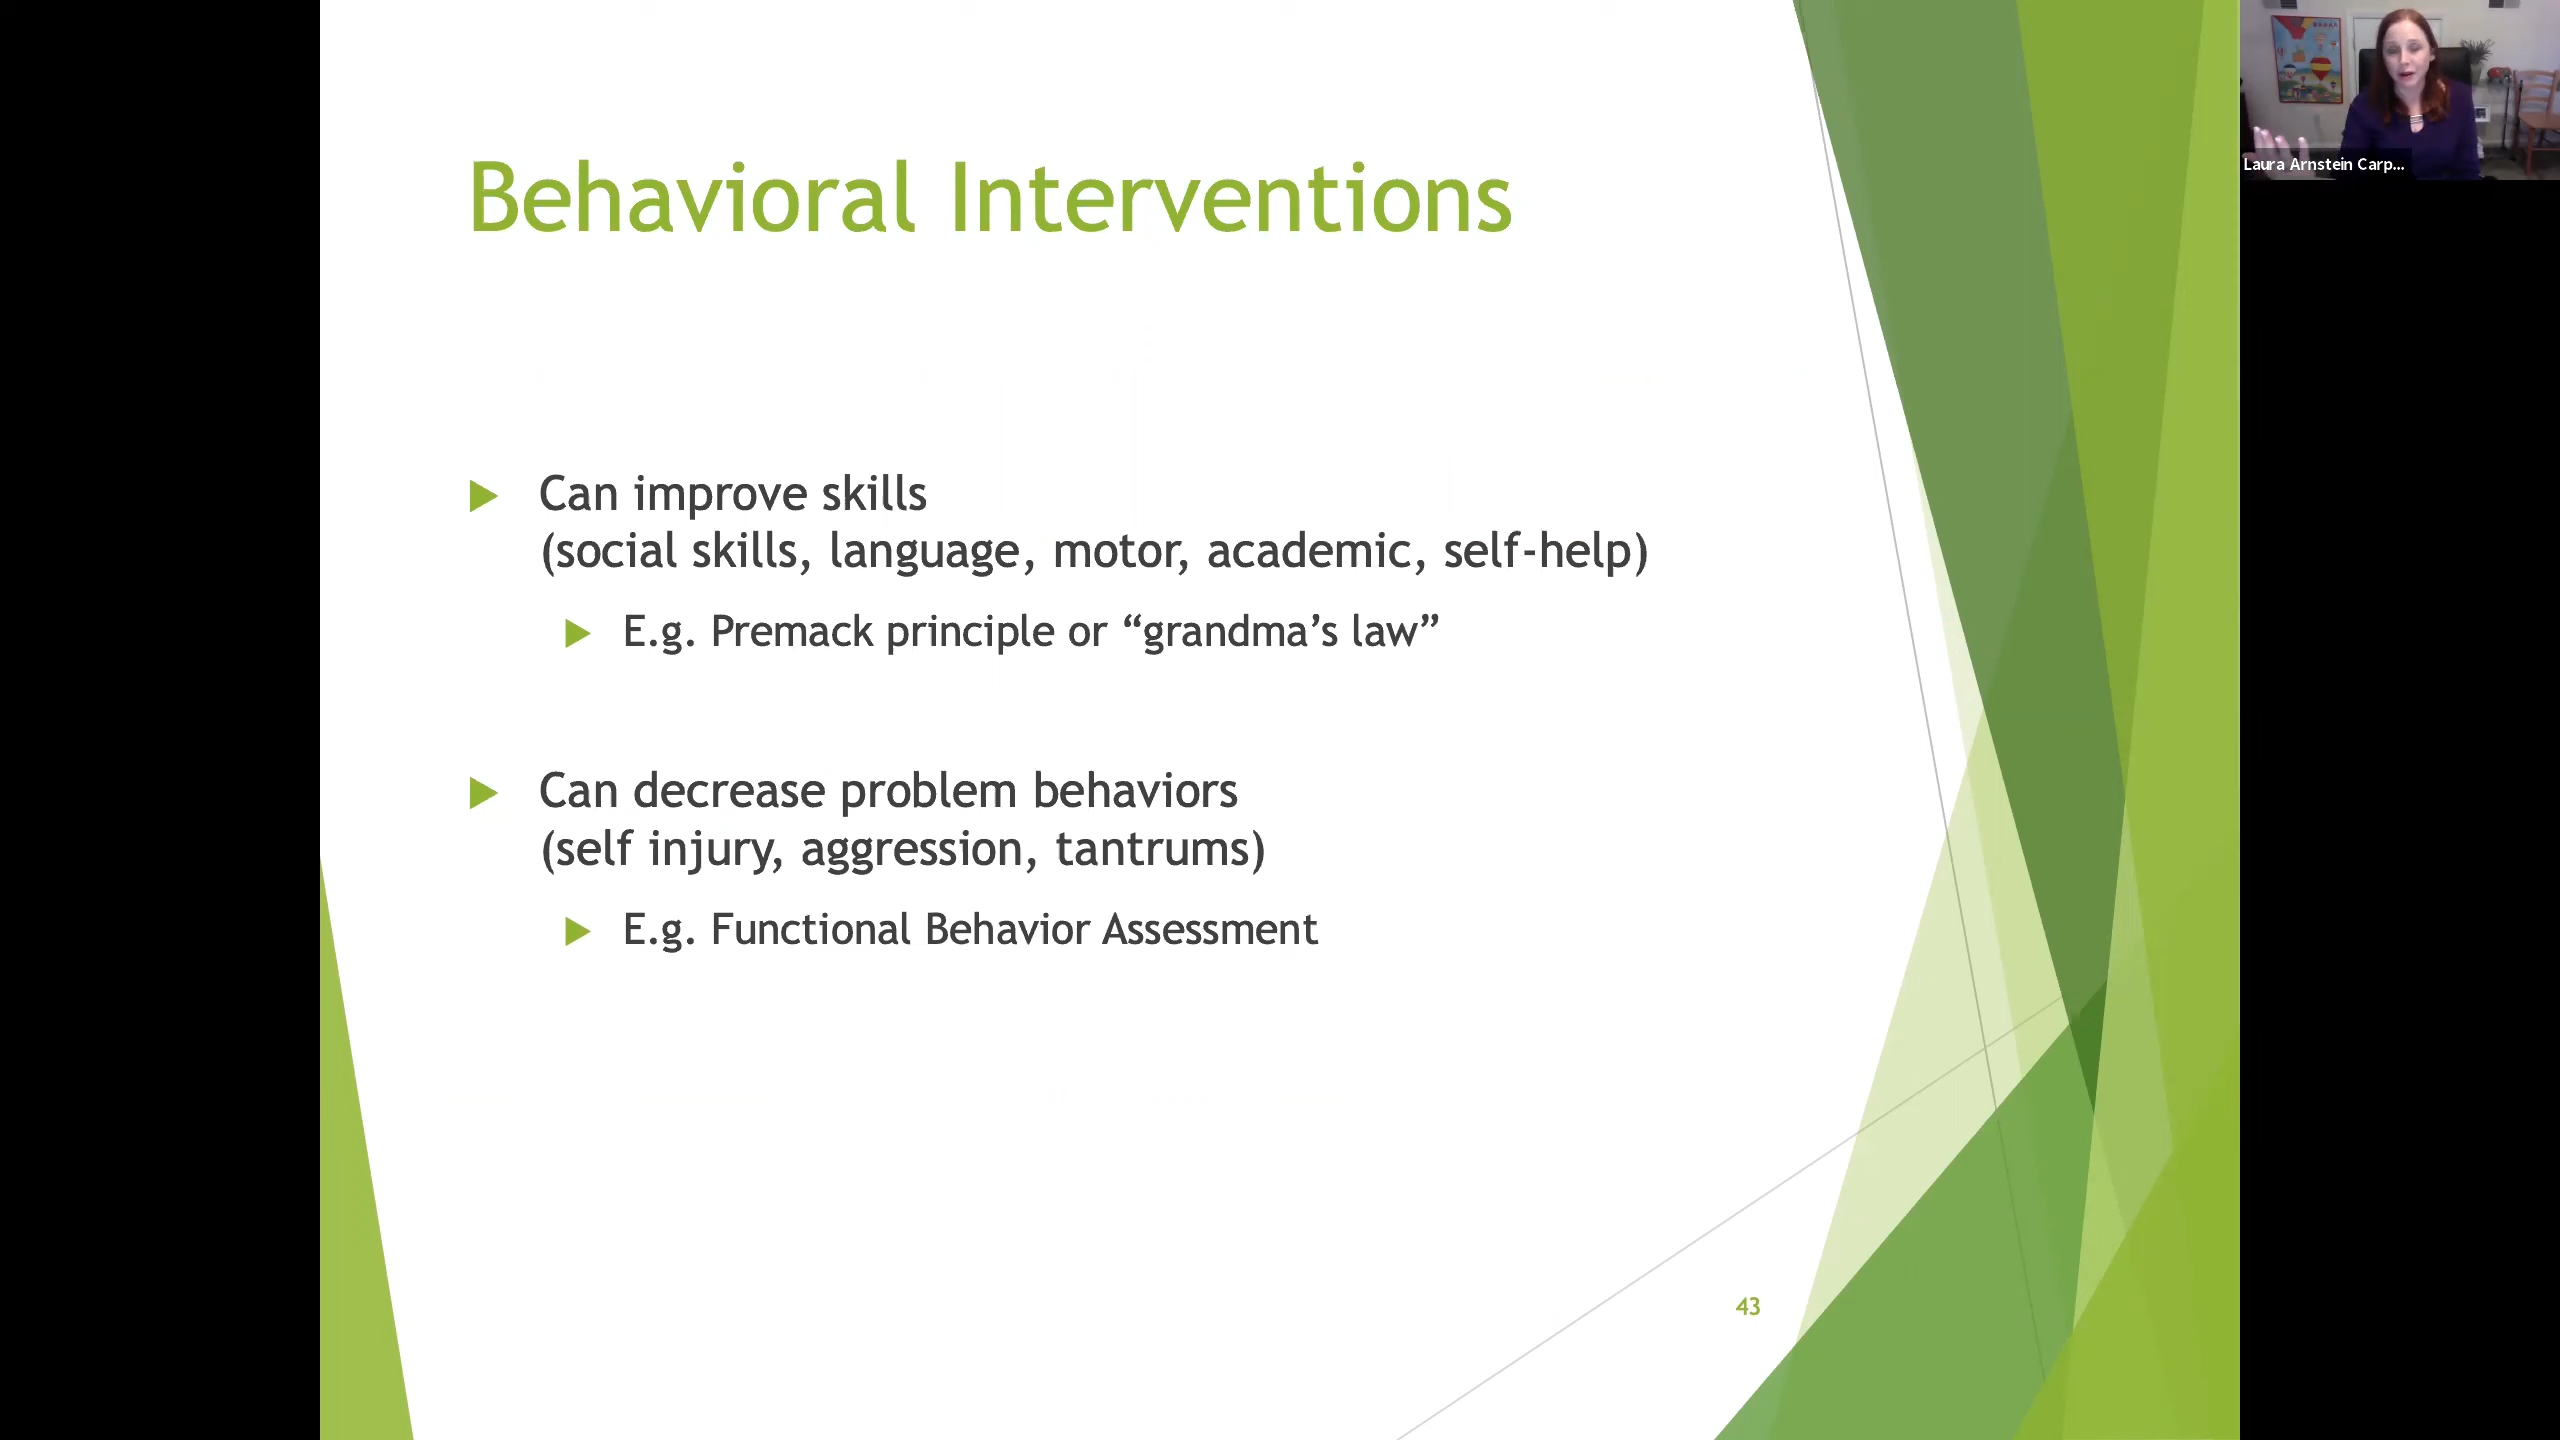 Behavioral Interventions
Can improve skills
(social skills, language, motor, academic, self-help)
E.g. Premack principle or “grandma’s law”
Can decrease problem behaviors
(self injury, aggression, tantrums)
E.g. Functional Behavior Assessment
43
Laura Arnstein Carp...